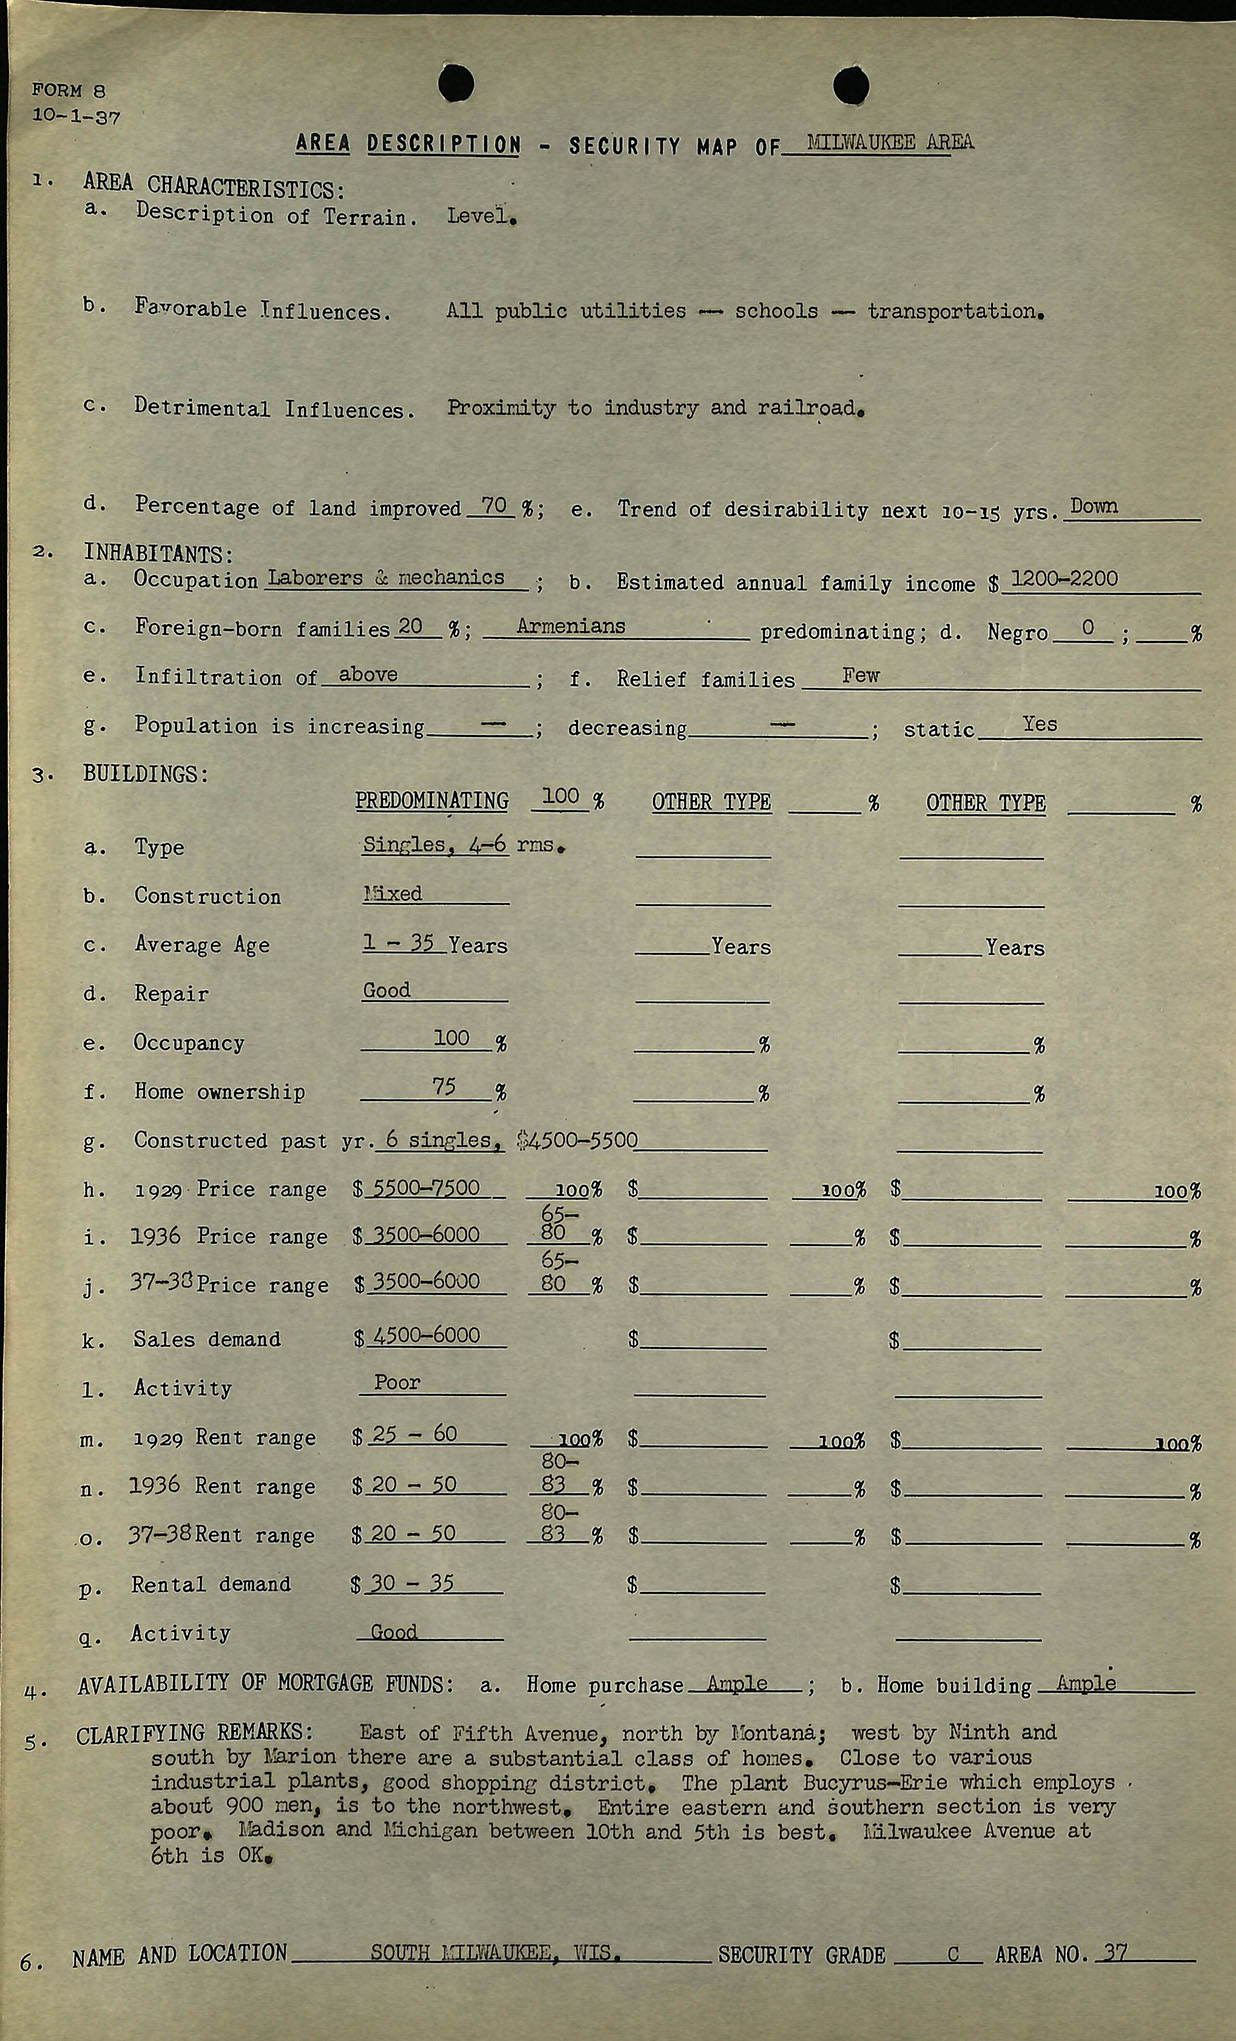 FORM 8
10-1-37
AREA DESCRIPTION - SECURITY MAP OF MILWAUKEE AREA
1. AREA CHARACTERISTICS:
a. Description of Terrain. Level.
b. Favorable Influences. All public utilities — schools — transportation.
c. Detrimental Influences. Proximity to industry and railroad.
d. Percentage of land improved 70 %; e. Trend of desirability next 10-15 yrs. Down
2. INHABITANTS:
a. Occupation Laborers & mechanics ; b. Estimated annual family income $ 1200-2200
c. Foreign-born families 20 %; Armenians predominating; d. Negro 0 ; %
e. Infiltration of above ; f. Relief families Few
g. Population is increasing — ; decreasing — ; static Yes
3. BUILDINGS:
PREDOMINATING 100 % OTHER TYPE % OTHER TYPE %
a. Type Singles, 4-6 rms.
b. Construction Mixed
c. Average Age 1 - 35 Years Years Years
d. Repair Good
e. Occupancy 100 % % %
f. Home ownership 75 % % %
g. Constructed past yr. 6 singles, $4500-5500
h. 1929 Price range $ 5500-7500 100% $ 100% $ 100%
65-
i. 1936 Price range $ 3500-6000 80 % $ % $ %
65-
j. 37-38 Price range $ 3500-6000 80 % $ % $ %
k. Sales demand $ 4500-6000 $ $
l. Activity Poor
m. 1929 Rent range $ 25 - 60 100% $ 100% $ 100%
80-
n. 1936 Rent range $ 20 - 50 83 % $ % $ %
80-
o. 37-38 Rent range $ 20 - 50 83 % $ % $ %
p. Rental demand $ 30 - 35 $ $
q. Activity Good
4. AVAILABILITY OF MORTGAGE FUNDS: a. Home purchase Ample ; b. Home building Ample
5. CLARIFYING REMARKS: East of Fifth Avenue, north by Montana; west by Ninth and
south by Marion there are a substantial class of homes. Close to various
industrial plants, good shopping district. The plant Bucyrus-Erie which employs
about 900 men, is to the northwest. Entire eastern and southern section is very
poor. Madison and Michigan between 10th and 5th is best. Milwaukee Avenue at
6th is OK.
6. NAME AND LOCATION SOUTH MILWAUKEE, WIS. SECURITY GRADE C AREA NO. 37